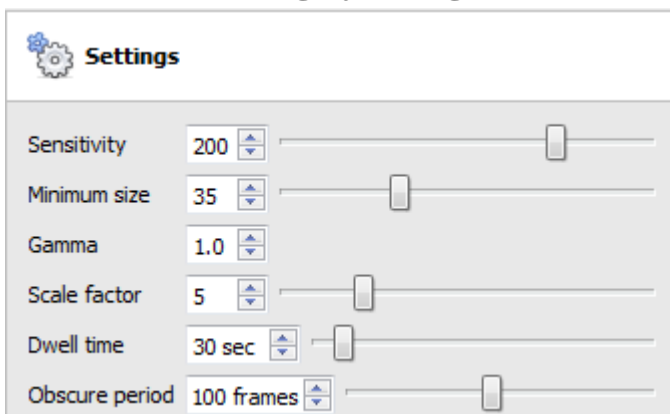 Settings
Sensitivity 200
Minimum size 35
Gamma 1.0
Scale factor 5
Dwell time 30 sec
Obscure period 100 frames